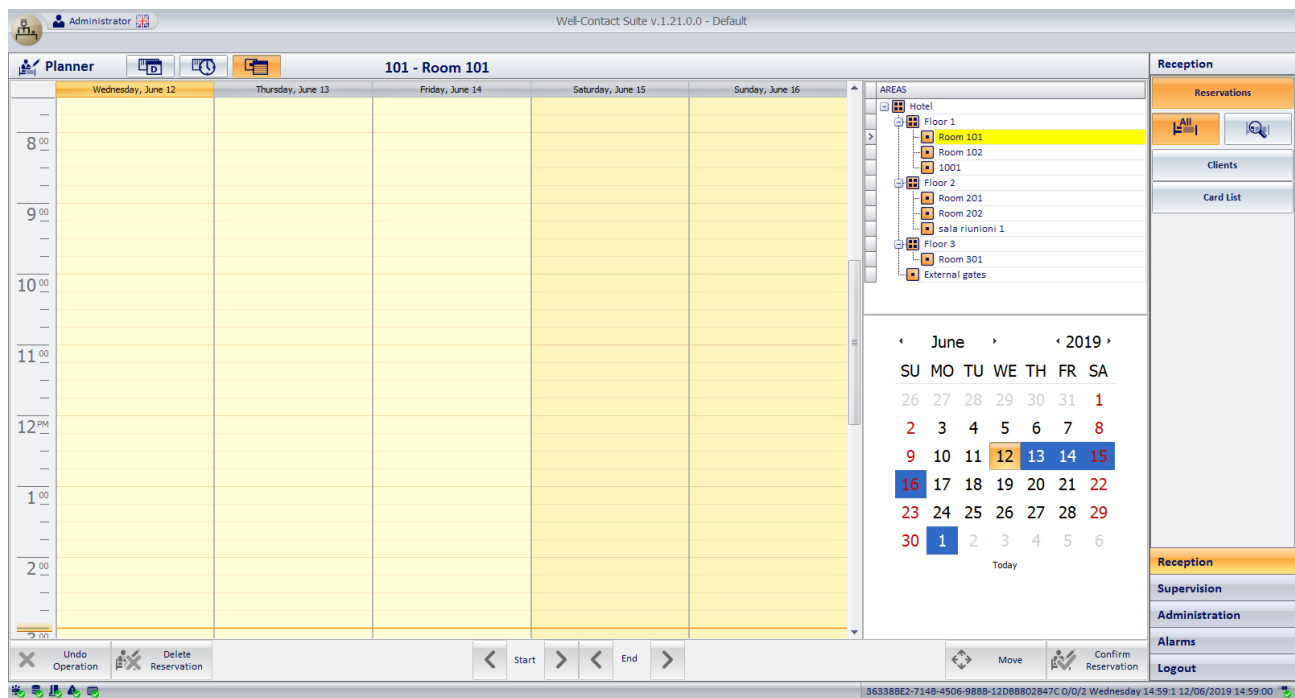 Administrator
Well-Contact Suite v.1.21.0.0 - Default
Planner
D
101 - Room 101
Reception
Wednesday, June 12
Thursday, June 13
Friday, June 14
Saturday, June 15
Sunday, June 16
8 00
9 00
10 00
11 00
12 PM
1 00
2 00
3 00
AREAS
Hotel
Floor 1
Room 101
Room 102
1001
Floor 2
Room 201
Room 202
sala riunioni 1
Floor 3
Room 301
External gates
June 2019
SU MO TU WE TH FR SA
26 27 28 29 30 31 1
2 3 4 5 6 7 8
9 10 11 12 13 14 15
16 17 18 19 20 21 22
23 24 25 26 27 28 29
30 1 2 3 4 5 6
Today
Reservations
All
Clients
Card List
Reception
Supervision
Administration
Alarms
Logout
Undo
Operation
Delete
Reservation
Start
End
Move
Confirm
Reservation
36338BE2-714B-4506-98BB-12DBB802B47C 0/0/2 Wednesday 14:59:1 12/06/2019 14:59:00